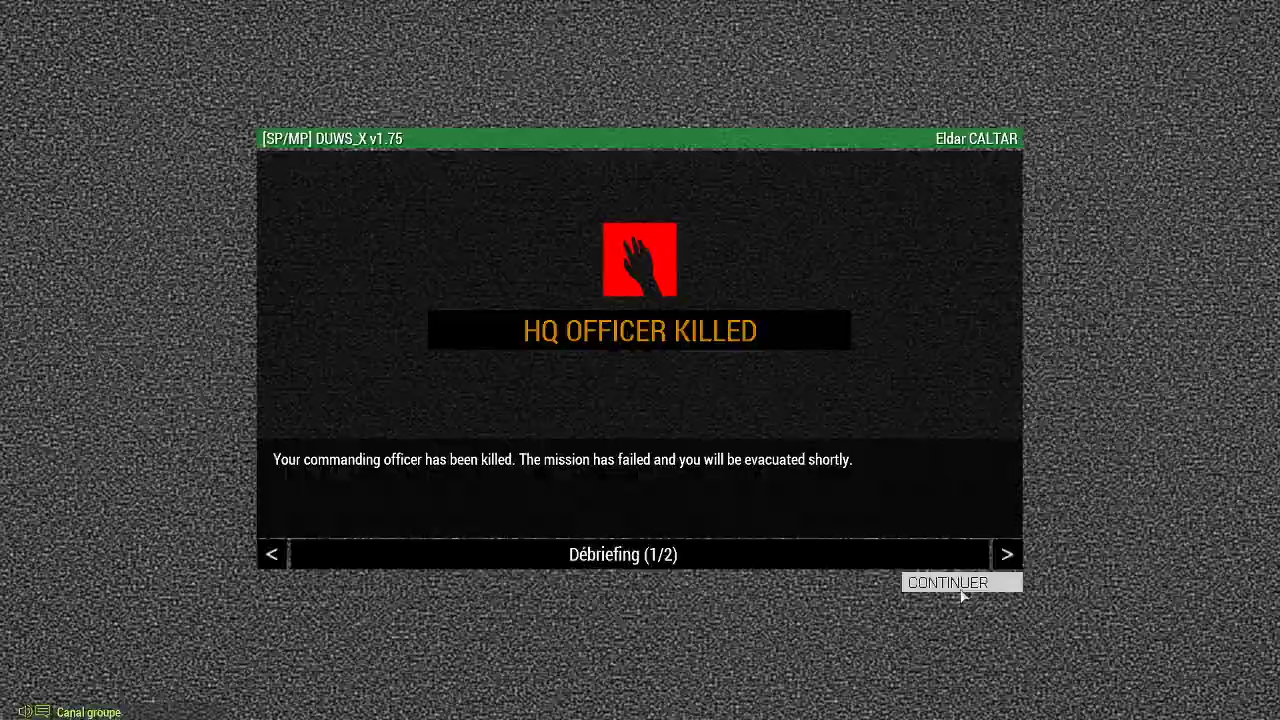 [SP/MP] DUWS_X v1.75
Eldar CALTAR
HQ OFFICER KILLED
Your commanding officer has been killed. The mission has failed and you will be evacuated shortly.
< Débriefing (1/2) >
CONTINUER
Canal groupe